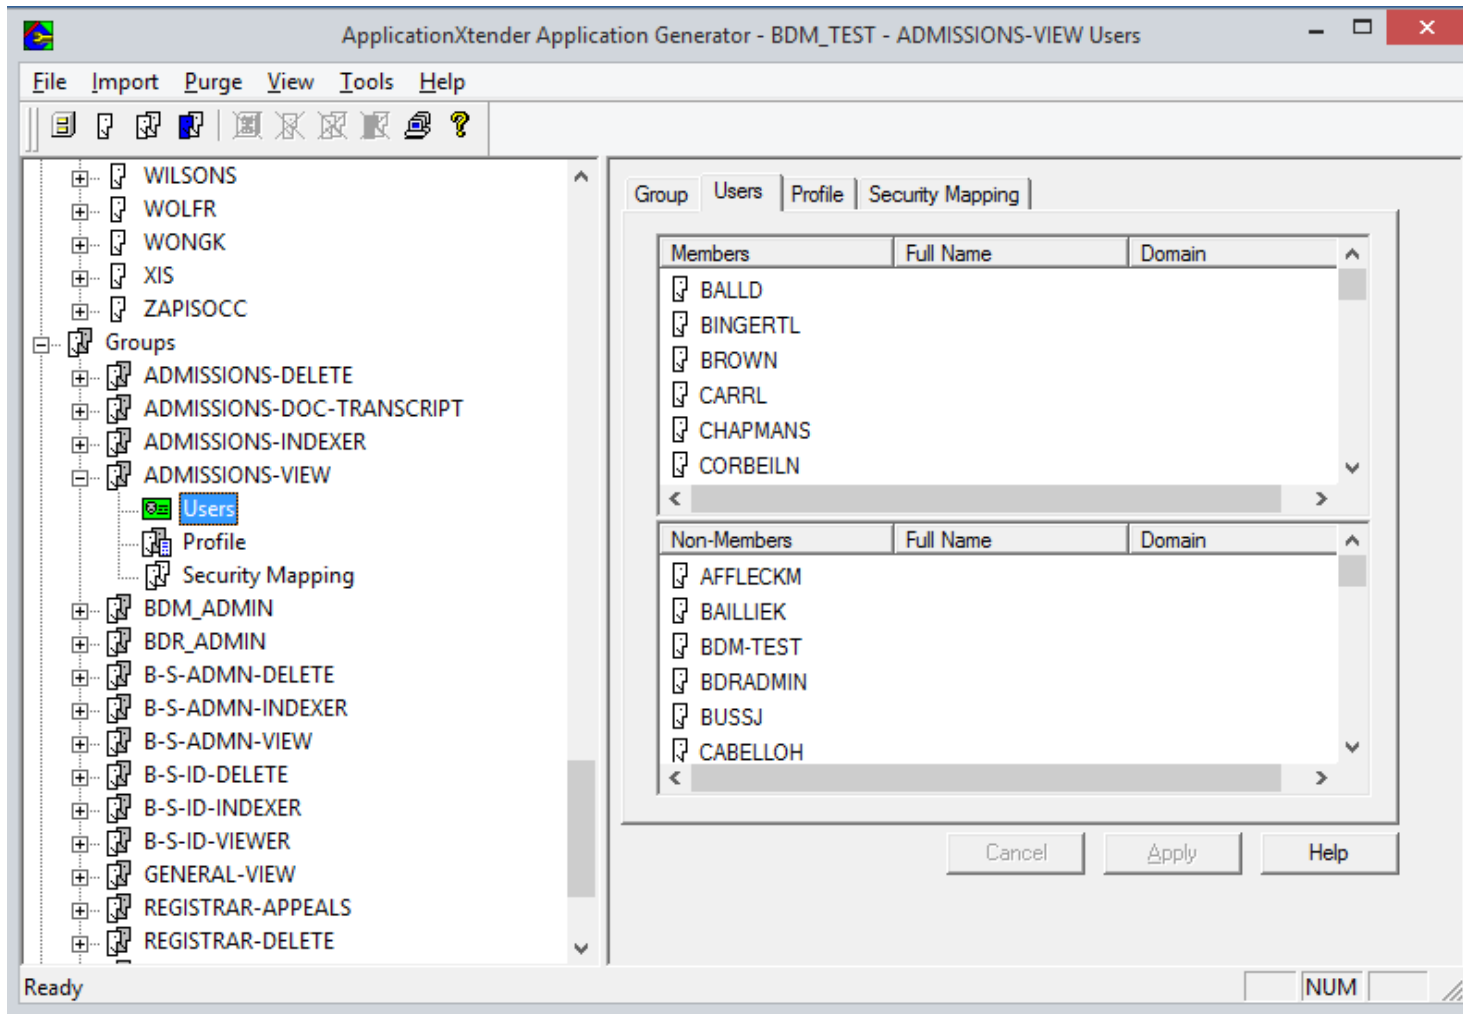 ApplicationXtender Application Generator - BDM_TEST - ADMISSIONS-VIEW Users
File Import Purge View Tools Help
WILSONS
WOLFR
WONGK
XIS
ZAPISOCC
Groups
ADMISSIONS-DELETE
ADMISSIONS-DOC-TRANSCRIPT
ADMISSIONS-INDEXER
ADMISSIONS-VIEW
Users
Profile
Security Mapping
BDM_ADMIN
BDR_ADMIN
B-S-ADMN-DELETE
B-S-ADMN-INDEXER
B-S-ADMN-VIEW
B-S-ID-DELETE
B-S-ID-INDEXER
B-S-ID-VIEWER
GENERAL-VIEW
REGISTRAR-APPEALS
REGISTRAR-DELETE
Group Users Profile Security Mapping
Members Full Name Domain
BALLD
BINGERTL
BROWN
CARRL
CHAPMANS
CORBEILN
Non-Members Full Name Domain
AFFLECKM
BAILLIEK
BDM-TEST
BDRADMIN
BUSSJ
CABELLOH
Cancel Apply Help
Ready NUM